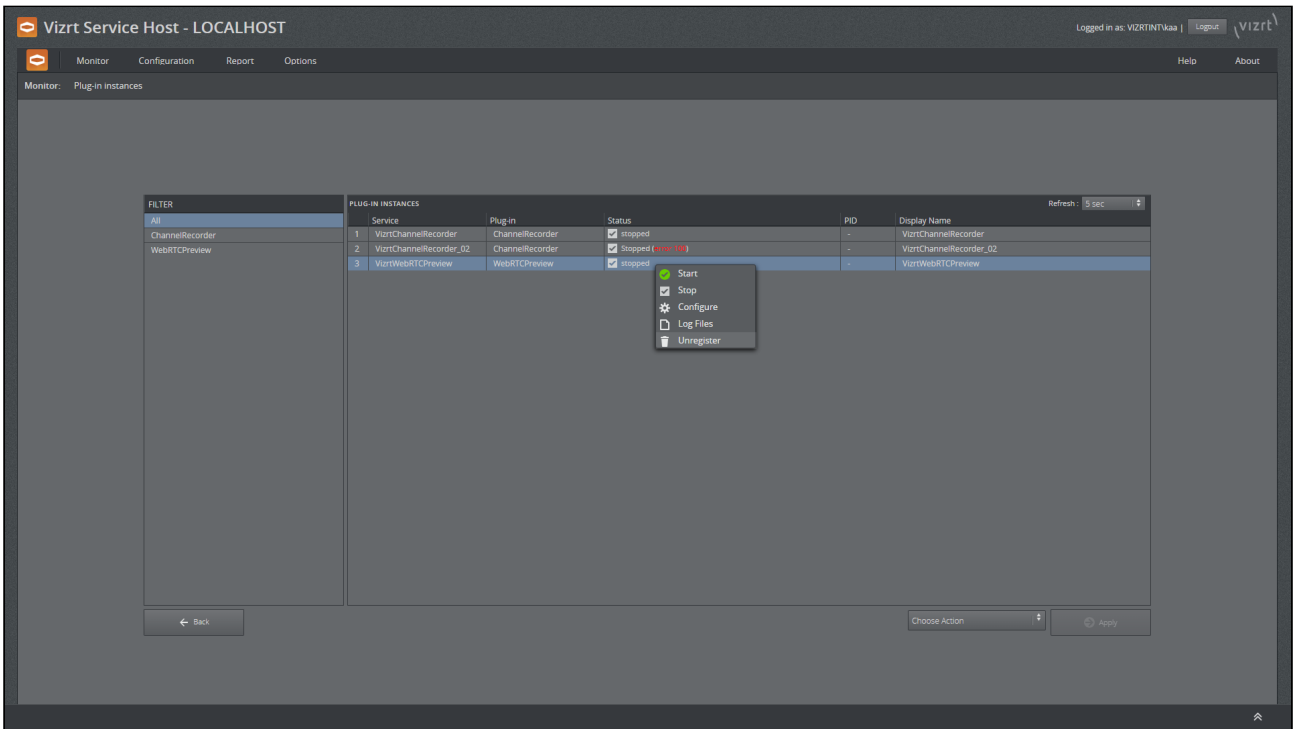 Vizrt Service Host - LOCALHOST
Logged in as: VIZRTINT\kaa | Logout vizrt
Monitor Configuration Report Options Help About
Monitor: Plug-in instances
FILTER
All
ChannelRecorder
WebRTCPreview
PLUG-IN INSTANCES Refresh : 5 sec
Service Plug-in Status PID Display Name
1 VizrtChannelRecorder ChannelRecorder stopped - VizrtChannelRecorder
2 VizrtChannelRecorder_02 ChannelRecorder Stopped ( ) - VizrtChannelRecorder_02
3 VizrtWebRTCPreview WebRTCPreview stopped - VizrtWebRTCPreview
Start
Stop
Configure
Log Files
Unregister
Back
Choose Action Apply